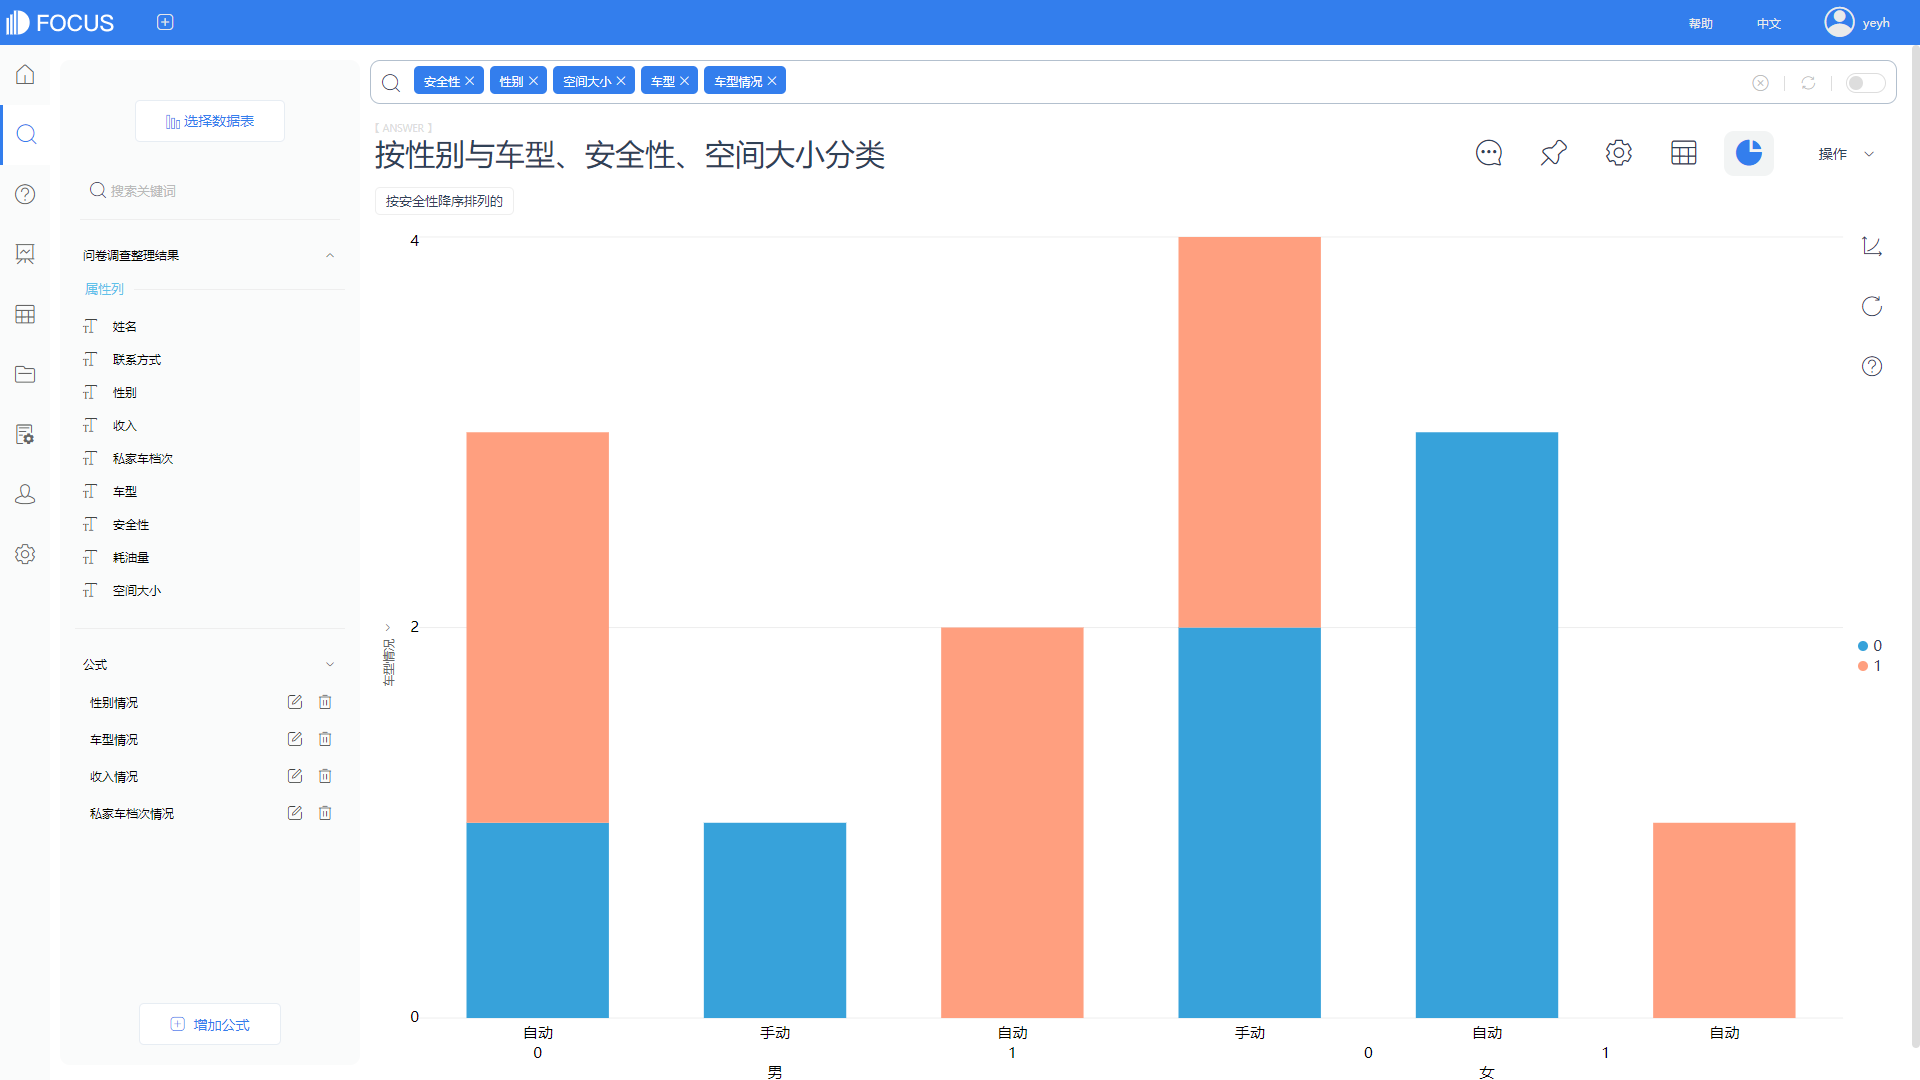 FOCUS
帮助
中文
yeyh
安全性
性别
空间大小
车型
车型情况
选择数据表
搜索关键词
问卷调查整理结果
属性列
姓名
联系方式
性别
收入
私家车档次
车型
安全性
耗油量
空间大小
公式
性别情况
车型情况
收入情况
私家车档次情况
增加公式
【 ANSWER 】
按性别与车型、安全性、空间大小分类
操作
按安全性降序排列的
4
2
0
车型情况
0
1
自动 手动 自动 手动 自动 自动
0 1 0 1
男 女